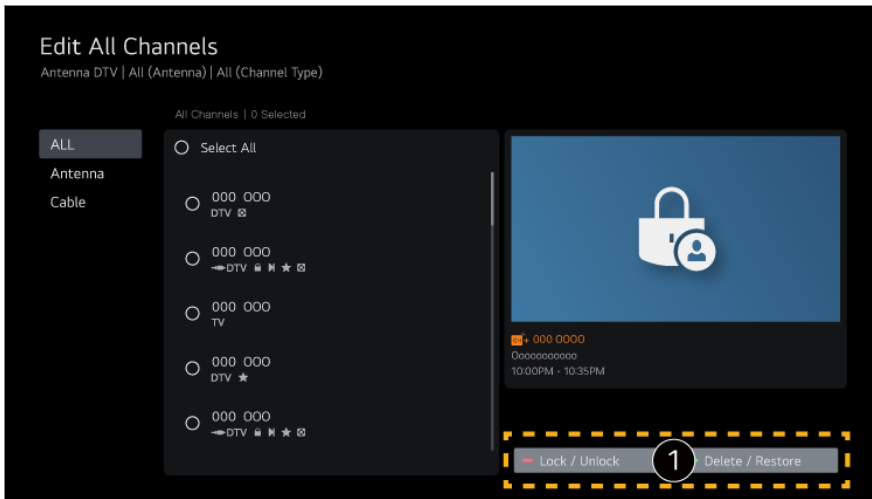 Edit All Channels
Antenna DTV | All (Antenna) | All (Channel Type)
All Channels | 0 Selected
ALL
Antenna
Cable
Select All
000 000
DTV
000 000
DTV
000 000
TV
000 000
DTV
000 000
DTV
CH+ 000 0000
Ooooooooooo
10:00PM - 10:35PM
Lock / Unlock
1
Delete / Restore